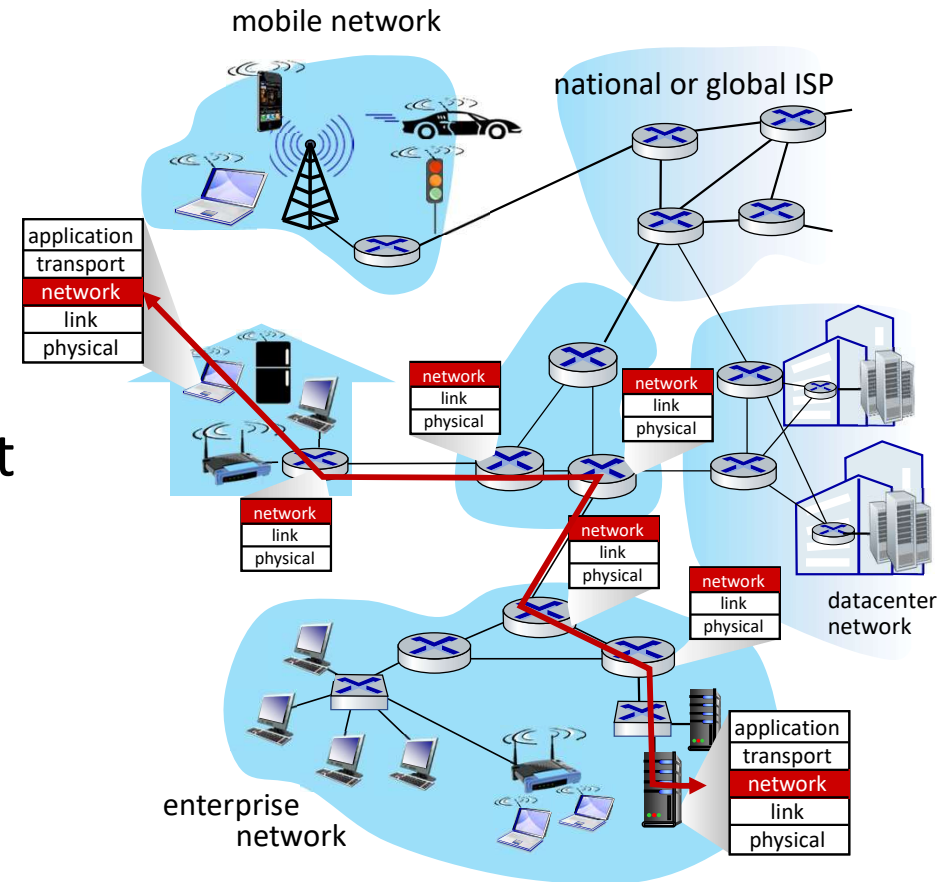 mobile network
national or global ISP
application
transport
network
link
physical
t
network
link
physical
network
link
physical
network
link
physical
network
link
physical
network
link
physical
datacenter
network
application
transport
network
link
physical
enterprise
network